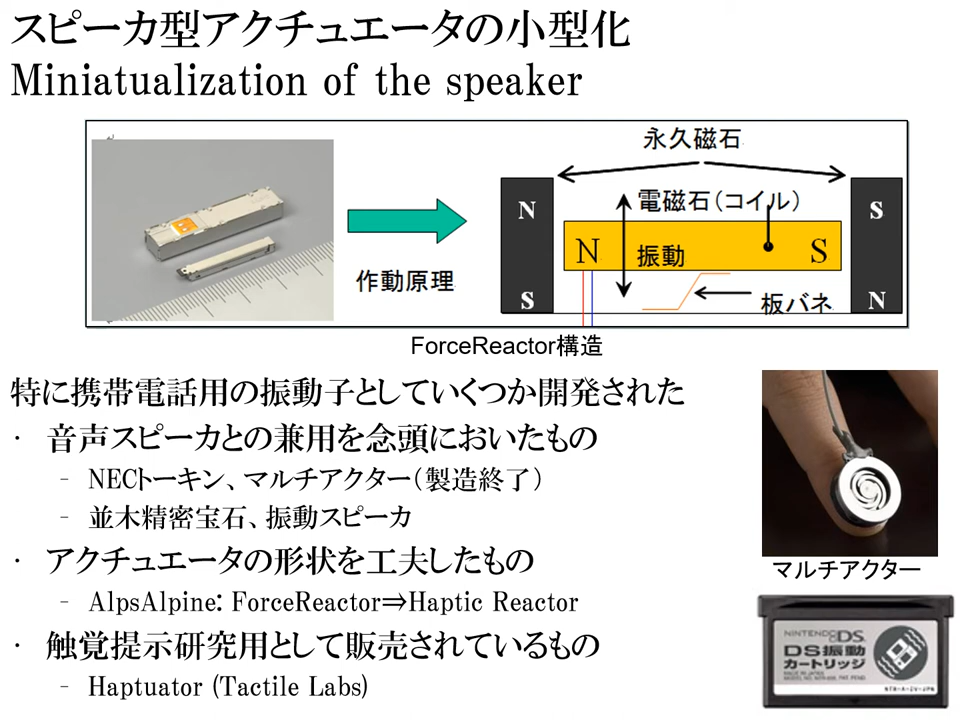 スピーカ型アクチュエータの小型化
Miniatualization of the speaker
永久磁石
N
S
電磁石（コイル）
N
振動
S
作動原理
S
板バネ
N
ForceReactor構造
特に携帯電話用の振動子としていくつか開発された
・ 音声スピーカとの兼用を念頭においたもの
– NECトーキン、マルチアクター（製造終了）
– 並木精密宝石、振動スピーカ
・ アクチュエータの形状を工夫したもの
– AlpsAlpine: ForceReactor⇒Haptic Reactor
・ 触覚提示研究用として販売されているもの
– Haptuator (Tactile Labs)
マルチアクター
NINTENDO DS
DS振動
カートリッジ
MADE IN JAPAN